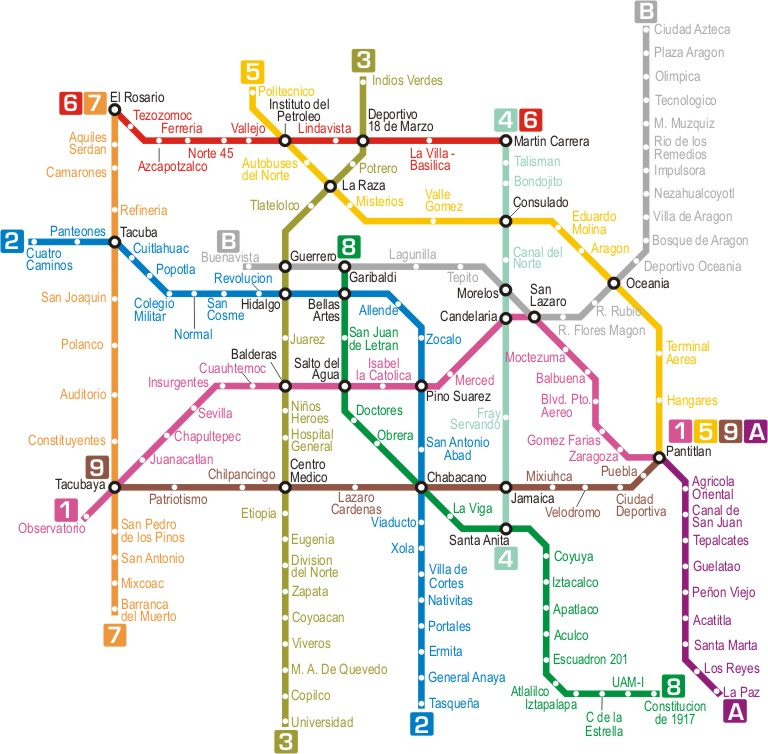 B
Ciudad Azteca
Plaza Aragon
Olimpica
Tecnologico
M. Muzquiz
Rio de los
Remedios
Impulsora
Nezahualcoyotl
Villa de Aragon
Bosque de Aragon
Deportivo Oceania
Oceania
R. Rubio
R. Flores Magon
San
Lazaro
Morelos
Tepito
Lagunilla
Garibaldi
Guerrero
Buenavista
B
6
7
El Rosario
Tezozomoc
Ferreria
Azcapotzalco
Norte 45
Vallejo
Instituto del
Petroleo
Lindavista
Deportivo
18 de Marzo
La Villa -
Basilica
Martin Carrera
4
6
5
Politecnico
Autobuses
del Norte
La Raza
Misterios
Valle
Gomez
Consulado
Eduardo
Molina
Aragon
Terminal
Aerea
Hangares
Pantitlan
1
5
9
A
3
Indios Verdes
Potrero
Tlatelolco
Talisman
Bondojito
Canal del
Norte
Candelaria
Fray
Servando
Jamaica
Santa Anita
4
Aquiles
Serdan
Camarones
Refineria
Tacuba
San Joaquin
Polanco
Auditorio
Constituyentes
9
Tacubaya
San Pedro
de los Pinos
San Antonio
Mixcoac
Barranca
del Muerto
7
2
Cuatro
Caminos
Panteones
Cuitlahuac
Popotla
Colegio
Militar
Normal
San
Cosme
Revolucion
Hidalgo
Bellas
Artes
Allende
Zocalo
Pino Suarez
San Antonio
Abad
Chabacano
Viaducto
Xola
Villa de
Cortes
Nativitas
Portales
Ermita
General Anaya
Tasqueña
2
8
San Juan
de Letran
Salto del
Agua
Doctores
Obrera
La Viga
Coyuya
Iztacalco
Apatlaco
Aculco
Escuadron 201
Atlalilco
Iztapalapa
C de la
Estrella
UAM-I
Constitucion
de 1917
8
1
Observatorio
Juanacatlan
Chapultepec
Sevilla
Insurgentes
Cuauhtemoc
Balderas
Isabel
la Catolica
Merced
Moctezuma
Balbuena
Blvd. Pto.
Aereo
Gomez Farias
Zaragoza
Juarez
Niños
Heroes
Hospital
General
Centro
Medico
Etiopia
Eugenia
Division
del Norte
Zapata
Coyoacan
Viveros
M. A. De Quevedo
Copilco
Universidad
3
Patriotismo
Chilpancingo
Lazaro
Cardenas
Mixiuhca
Velodromo
Ciudad
Deportiva
Puebla
Agricola
Oriental
Canal de
San Juan
Tepalcates
Guelatao
Peñon Viejo
Acatitla
Santa Marta
Los Reyes
La Paz
A